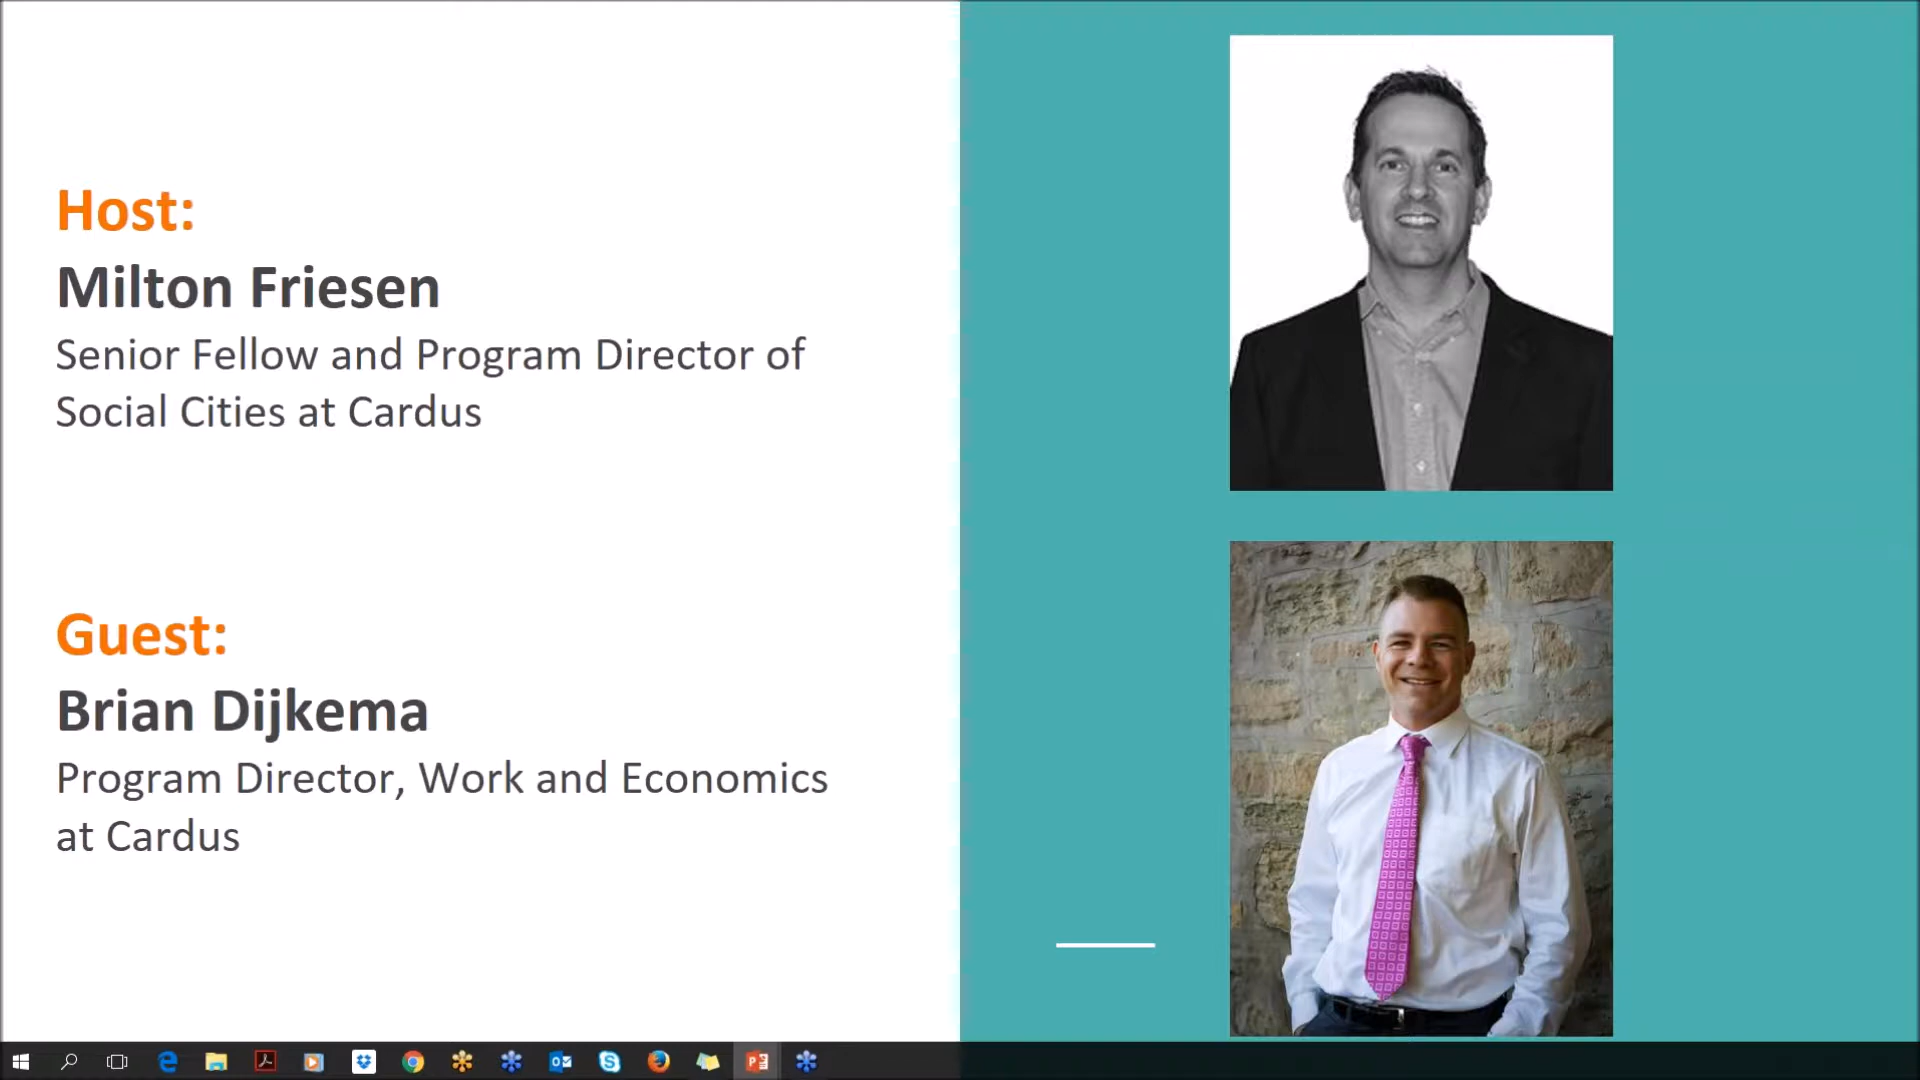 Host:
Milton Friesen
Senior Fellow and Program Director of
Social Cities at Cardus
Guest:
Brian Dijkema
Program Director, Work and Economics
at Cardus